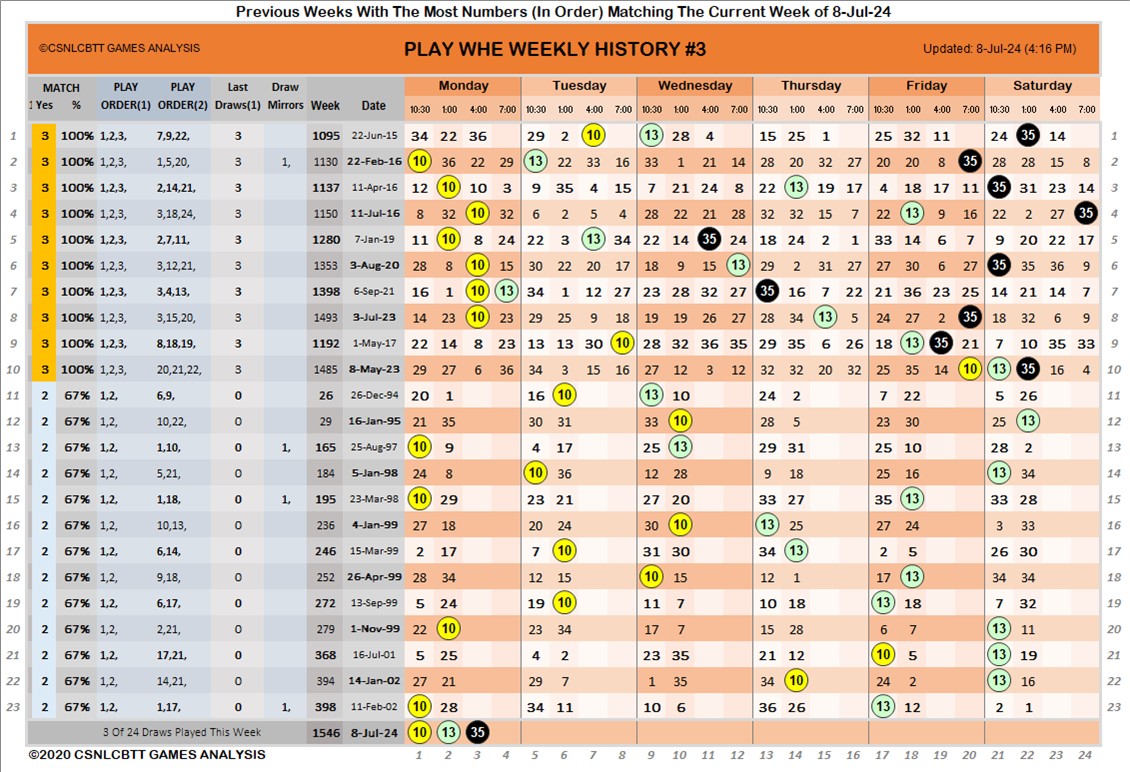 Previous Weeks With The Most Numbers (In Order) Matching The Current Week of 8-Jul-24
©CSNLCBTT GAMES ANALYSIS PLAY WHE WEEKLY HISTORY #3 Updated: 8-Jul-24 (4:16 PM)
MATCH PLAY PLAY Last Draw Monday Tuesday Wednesday Thursday Friday Saturday
1 Yes % ORDER(1) ORDER(2) Draws(1) Mirrors Week Date 10:30 1:00 4:00 7:00 10:30 1:00 4:00 7:00 10:30 1:00 4:00 7:00 10:30 1:00 4:00 7:00 10:30 1:00 4:00 7:00 10:30 1:00 4:00 7:00
1 3 100% 1,2,3, 7,9,22, 3 1095 22-Jun-15 34 22 36 29 2 10 13 28 4 15 25 1 25 32 11 24 35 14 1
2 3 100% 1,2,3, 1,5,20, 3 1, 1130 22-Feb-16 10 36 22 29 13 22 33 16 33 1 21 14 28 20 32 27 20 20 8 35 28 28 15 8 2
3 3 100% 1,2,3, 2,14,21, 3 1137 11-Apr-16 12 10 10 3 9 35 4 15 7 21 24 8 22 13 19 17 4 18 17 11 35 31 23 14 3
4 3 100% 1,2,3, 3,18,24, 3 1150 11-Jul-16 8 32 10 32 6 2 5 4 28 22 21 28 32 32 15 7 22 13 9 16 22 2 27 35 4
5 3 100% 1,2,3, 2,7,11, 3 1280 7-Jan-19 11 10 8 24 22 3 13 34 22 14 35 24 18 24 2 1 33 14 6 7 9 20 22 17 5
6 3 100% 1,2,3, 3,12,21, 3 1353 3-Aug-20 28 8 10 15 30 22 20 17 18 9 15 13 29 2 31 27 27 30 6 27 35 35 36 9 6
7 3 100% 1,2,3, 3,4,13, 3 1398 6-Sep-21 16 1 10 13 34 1 12 27 23 28 32 27 35 16 7 22 21 36 23 25 14 21 14 7 7
8 3 100% 1,2,3, 3,15,20, 3 1493 3-Jul-23 14 23 10 23 29 25 9 18 19 19 26 27 28 34 13 5 24 27 2 35 18 32 6 9 8
9 3 100% 1,2,3, 8,18,19, 3 1192 1-May-17 22 14 8 23 13 13 30 10 28 32 36 35 29 35 6 26 18 13 35 21 7 10 35 33 9
10 3 100% 1,2,3, 20,21,22, 3 1485 8-May-23 29 27 6 36 34 3 15 16 27 12 3 12 32 32 20 32 25 35 14 10 13 35 16 4 10
11 2 67% 1,2, 6,9, 0 26 26-Dec-94 20 1 16 10 13 10 24 2 7 22 5 26 11
12 2 67% 1,2, 10,22, 0 29 16-Jan-95 21 35 30 31 33 10 28 5 23 30 25 13 12
13 2 67% 1,2, 1,10, 0 1, 165 25-Aug-97 10 9 4 17 25 13 29 31 25 10 28 2 13
14 2 67% 1,2, 5,21, 0 184 5-Jan-98 24 8 10 36 12 28 9 18 25 16 13 34 14
15 2 67% 1,2, 1,18, 0 1, 195 23-Mar-98 10 29 23 21 27 20 33 27 35 13 33 28 15
16 2 67% 1,2, 10,13, 0 236 4-Jan-99 27 18 20 24 30 10 13 25 27 24 3 33 16
17 2 67% 1,2, 6,14, 0 246 15-Mar-99 2 17 7 10 31 30 34 13 2 5 26 30 17
18 2 67% 1,2, 9,18, 0 252 26-Apr-99 28 34 12 15 10 15 12 1 17 13 34 34 18
19 2 67% 1,2, 6,17, 0 272 13-Sep-99 5 24 19 10 11 7 10 18 13 18 7 32 19
20 2 67% 1,2, 2,21, 0 279 1-Nov-99 22 10 23 34 17 7 15 28 6 7 13 11 20
21 2 67% 1,2, 17,21, 0 368 16-Jul-01 5 25 4 2 23 35 21 12 10 5 13 19 21
22 2 67% 1,2, 14,21, 0 394 14-Jan-02 27 21 29 7 1 35 34 10 24 2 13 16 22
23 2 67% 1,2, 1,17, 0 1, 398 11-Feb-02 10 28 34 11 10 6 36 26 13 12 2 1 23
3 Of 24 Draws Played This Week 1546 8-Jul-24 10 13 35
©2020 CSNLCBTT GAMES ANALYSIS 1 2 3 4 5 6 7 8 9 10 11 12 13 14 15 16 17 18 19 20 21 22 23 24